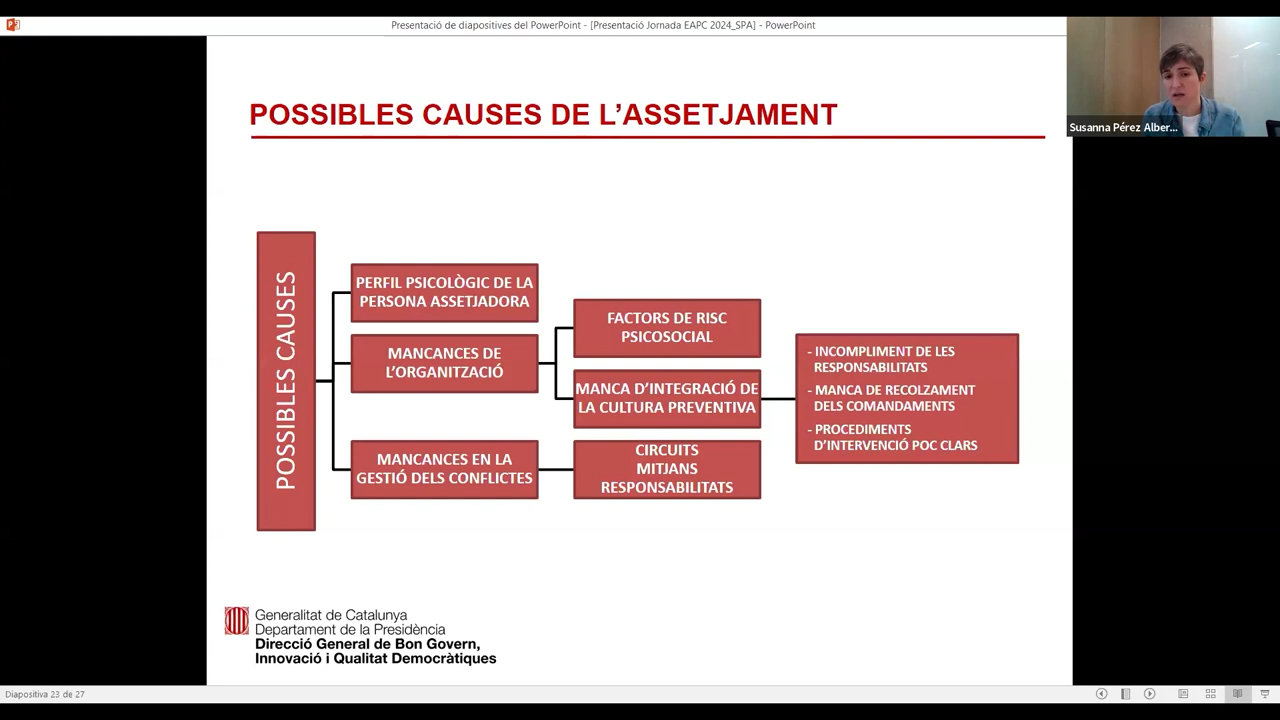 Presentació de diapositives del PowerPoint - [Presentació Jornada EAPC 2024_SPA] - PowerPoint
Susanna Pérez Alber...
POSSIBLES CAUSES DE L’ASSETJAMENT
POSSIBLES CAUSES
PERFIL PSICOLÒGIC DE LA
PERSONA ASSETJADORA
MANCANCES DE
L’ORGANITZACIÓ
MANCANCES EN LA
GESTIÓ DELS CONFLICTES
FACTORS DE RISC
PSICOSOCIAL
MANCA D’INTEGRACIÓ DE
LA CULTURA PREVENTIVA
CIRCUITS
MITJANS
RESPONSABILITATS
- INCOMPLIMENT DE LES
RESPONSABILITATS
- MANCA DE RECOLZAMENT
DELS COMANDAMENTS
- PROCEDIMENTS
D’INTERVENCIÓ POC CLARS
Generalitat de Catalunya
Departament de la Presidència
Direcció General de Bon Govern,
Innovació i Qualitat Democràtiques
Diapositiva 23 de 27